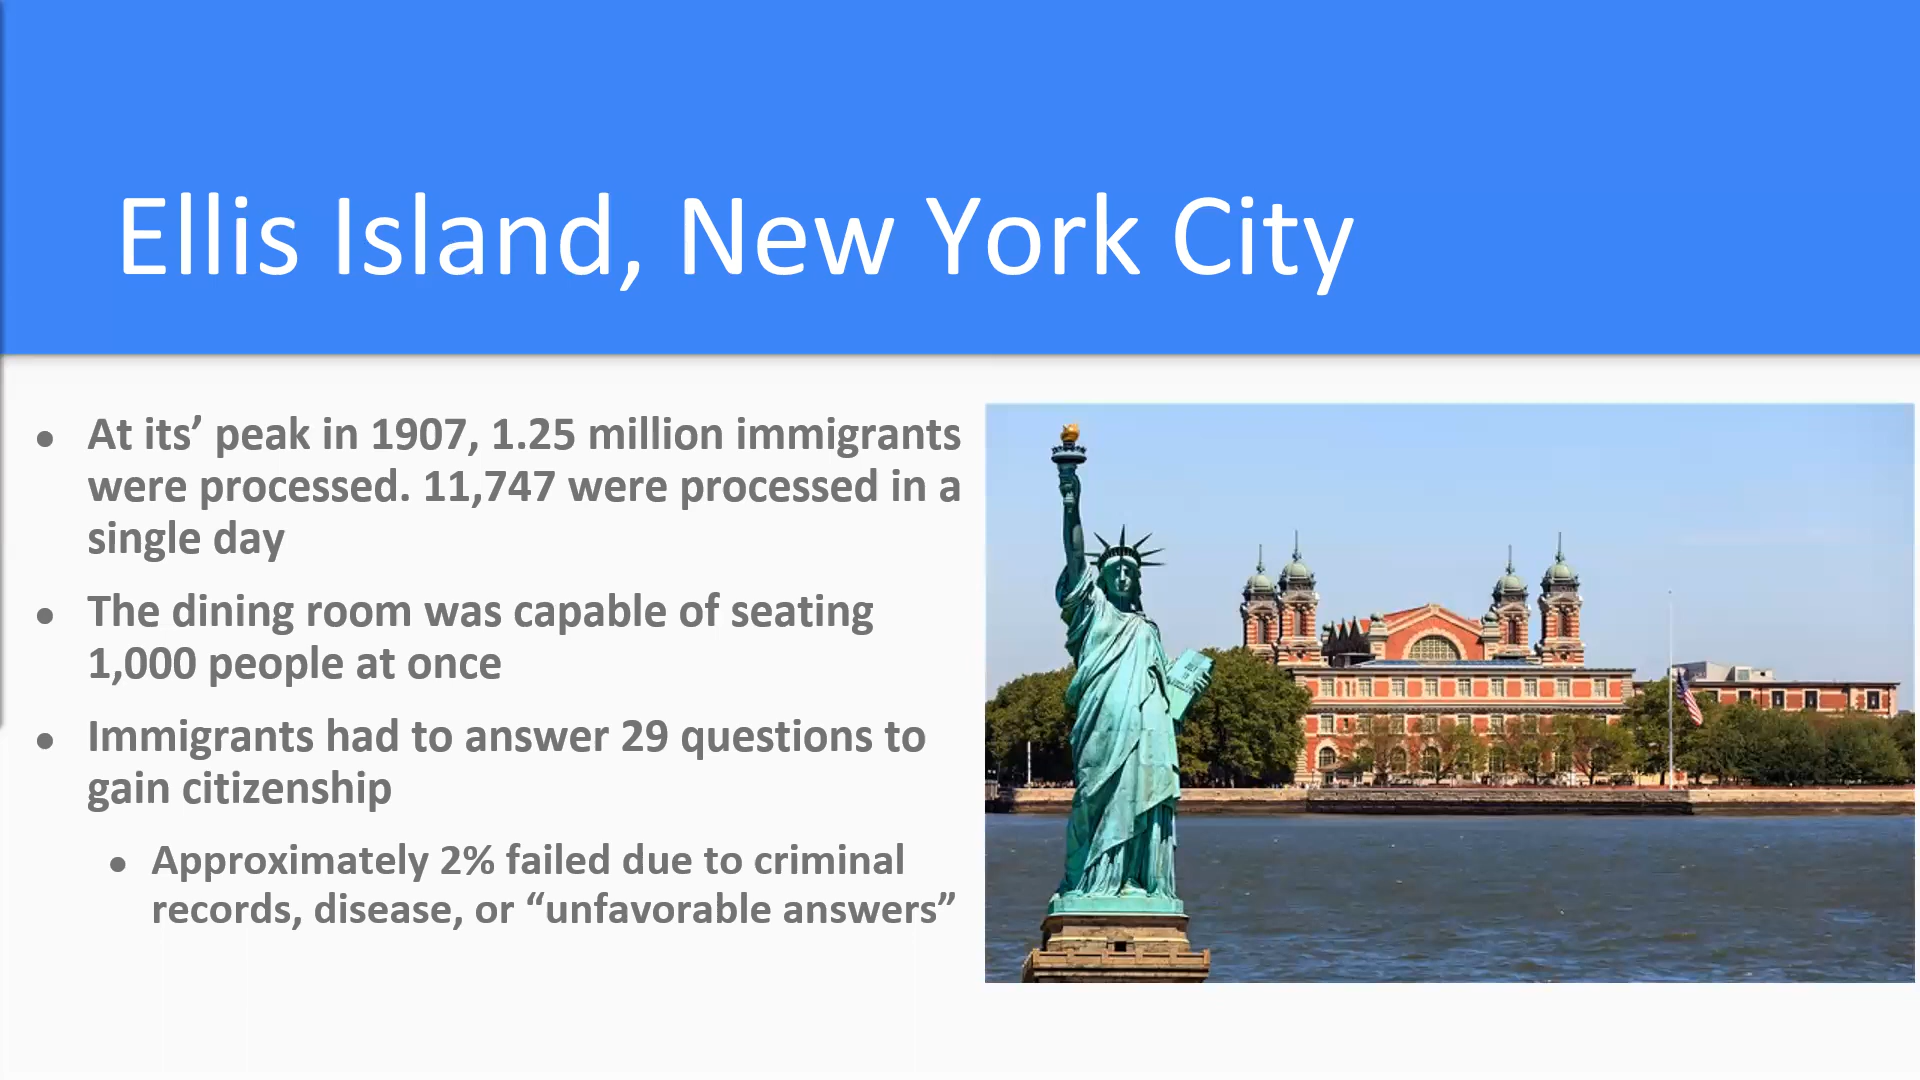 Ellis Island, New York City
● At its’ peak in 1907, 1.25 million immigrants
were processed. 11,747 were processed in a
single day
● The dining room was capable of seating
1,000 people at once
● Immigrants had to answer 29 questions to
gain citizenship
● Approximately 2% failed due to criminal
records, disease, or “unfavorable answers”